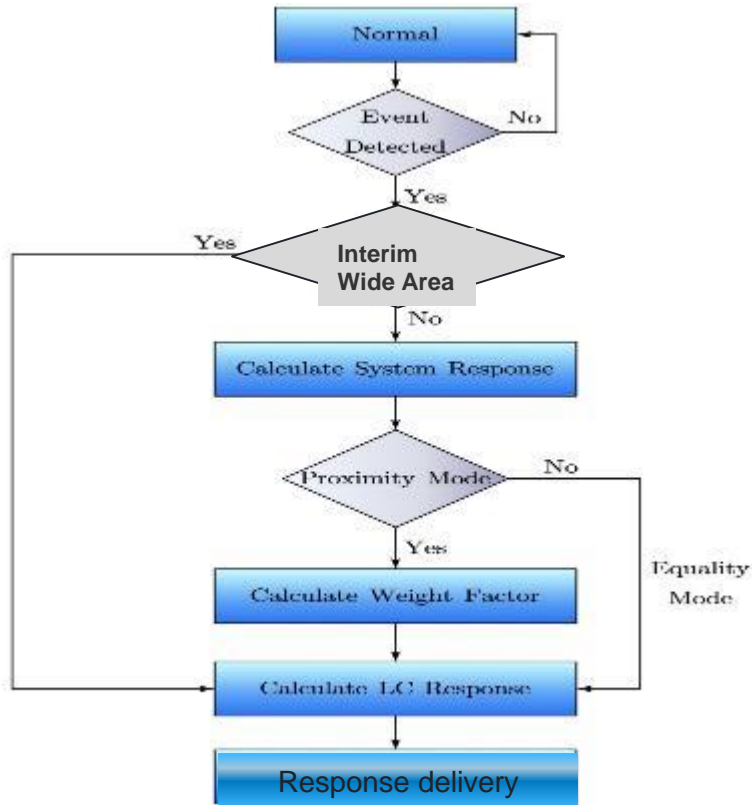 Normal
Event
Detected
No
Yes
Yes
Interim
Wide Area
No
Calculate System Response
Proximity Mode
No
Yes
Equality
Mode
Calculate Weight Factor
Calculate LC Response
Response delivery